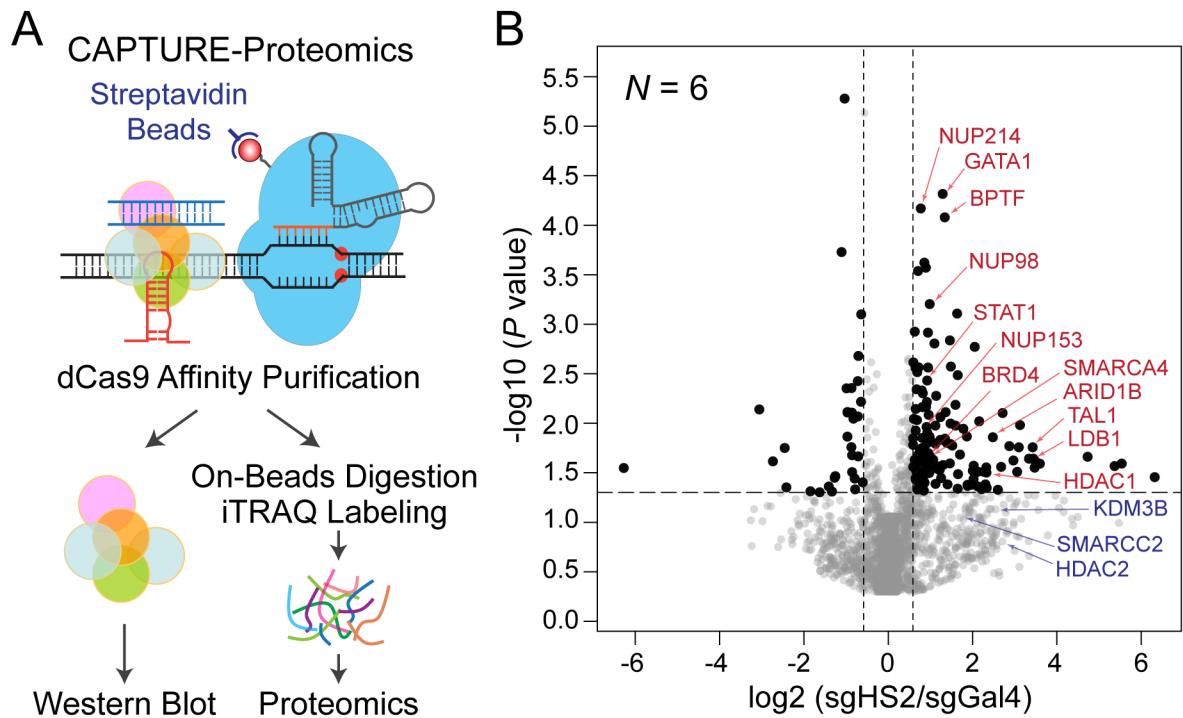 A
CAPTURE-Proteomics
Streptavidin
Beads
dCas9 Affinity Purification
On-Beads Digestion
iTRAQ Labeling
Western Blot
Proteomics
B
N = 6
NUP214
GATA1
BPTF
NUP98
STAT1
NUP153
SMARCA4
BRD4
ARID1B
TAL1
LDB1
HDAC1
KDM3B
SMARCC2
HDAC2
-log10 (P value)
5.5
5.0
4.5
4.0
3.5
3.0
2.5
2.0
1.5
1.0
0.5
0.0
-6
-4
-2
0
2
4
6
log2 (sgHS2/sgGal4)